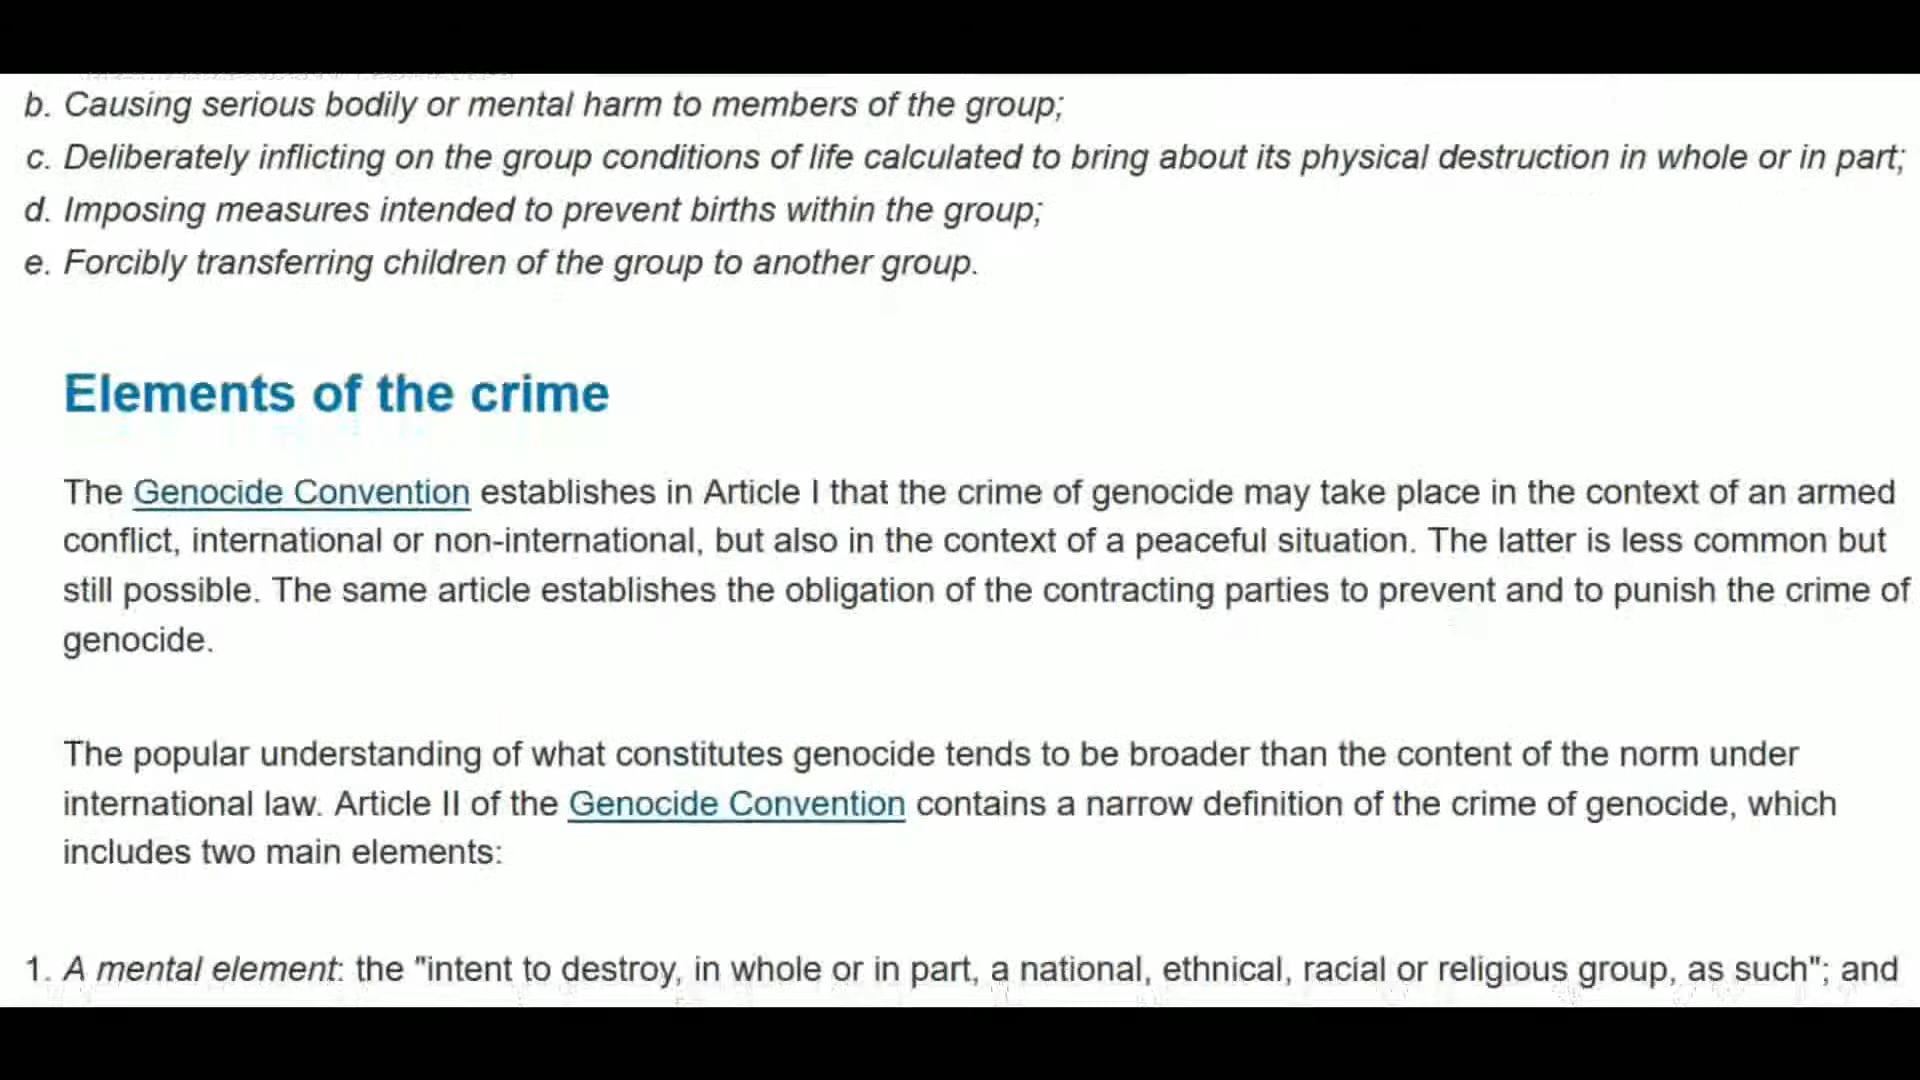 b. Causing serious bodily or mental harm to members of the group;
c. Deliberately inflicting on the group conditions of life calculated to bring about its physical destruction in whole or in part;
d. Imposing measures intended to prevent births within the group;
e. Forcibly transferring children of the group to another group.
Elements of the crime
The Genocide Convention establishes in Article I that the crime of genocide may take place in the context of an armed
conflict, international or non-international, but also in the context of a peaceful situation. The latter is less common but
still possible. The same article establishes the obligation of the contracting parties to prevent and to punish the crime of
genocide.
The popular understanding of what constitutes genocide tends to be broader than the content of the norm under
international law. Article II of the Genocide Convention contains a narrow definition of the crime of genocide, which
includes two main elements:
1. A mental element: the "intent to destroy, in whole or in part, a national, ethnical, racial or religious group, as such"; and